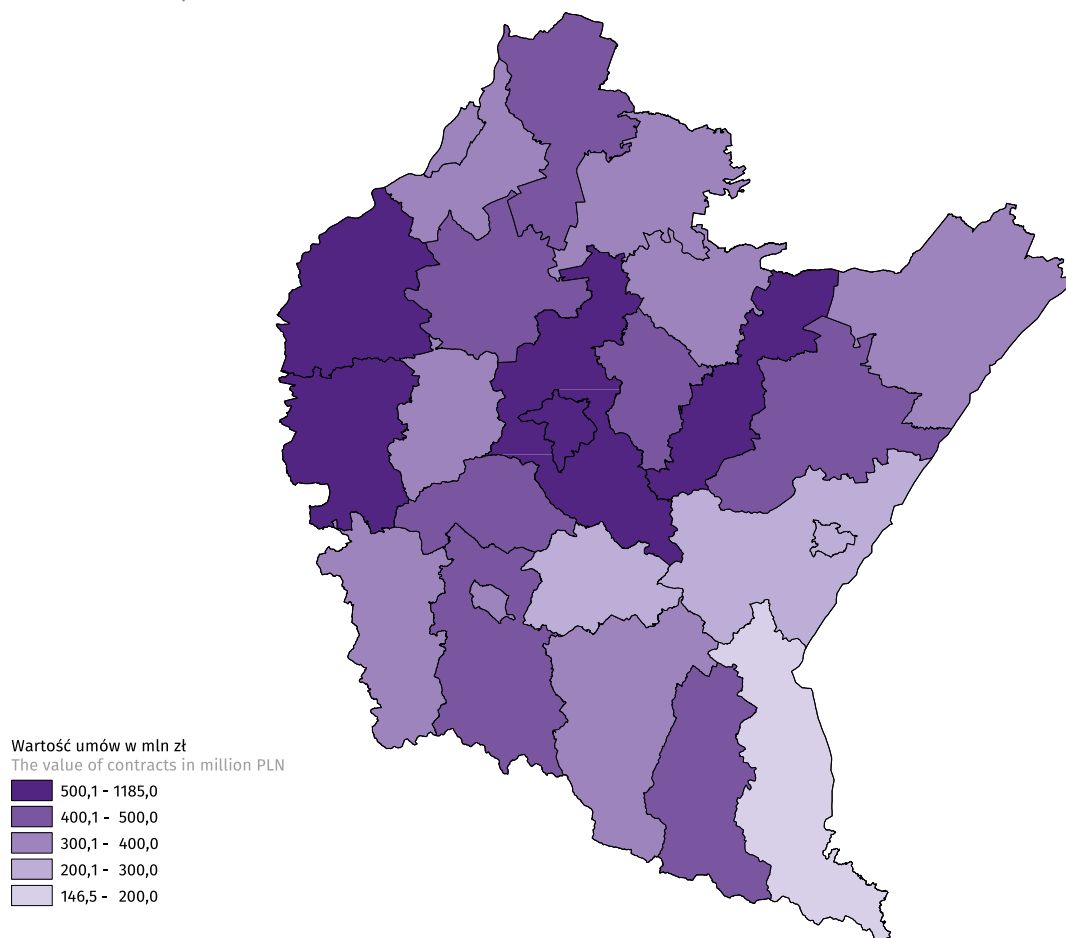 Wartość umów w mln zł
The value of contracts in million PLN
500,1 - 1185,0
400,1 - 500,0
300,1 - 400,0
200,1 - 300,0
146,5 - 200,0